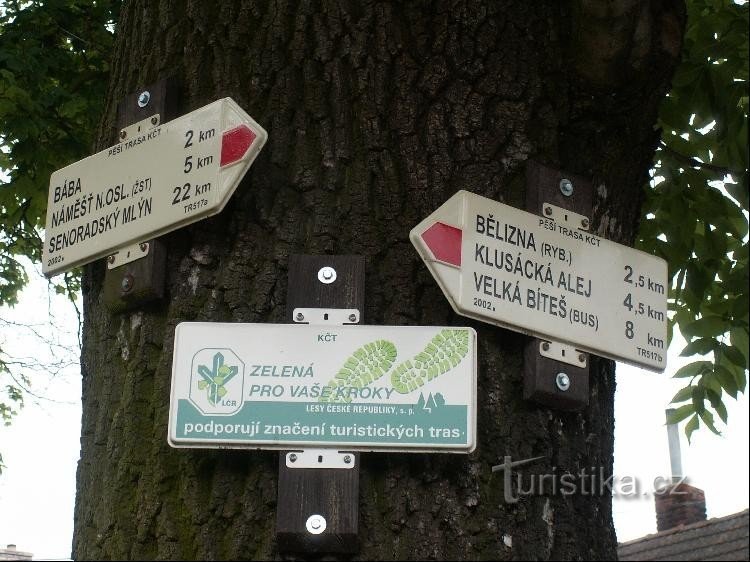 PĚŠÍ TRASA KČT
BÁBA 2 km
NÁMĚŠŤ N.OSL. (ŽST) 5 km
SENORADSKÝ MLÝN 22 km
2002 TR517a
PĚŠÍ TRASA KČT
BĚLIZNA (RYB.) 2,5 km
KLUSÁCKÁ ALEJ 4,5 km
VELKÁ BÍTEŠ (BUS) 8 km
2002 TR517b
KČT
ZELENÁ
PRO VAŠE KROKY
LČR
LESY ČESKÉ REPUBLIKY, s. p.
podporují značení turistických tras
turistika.cz